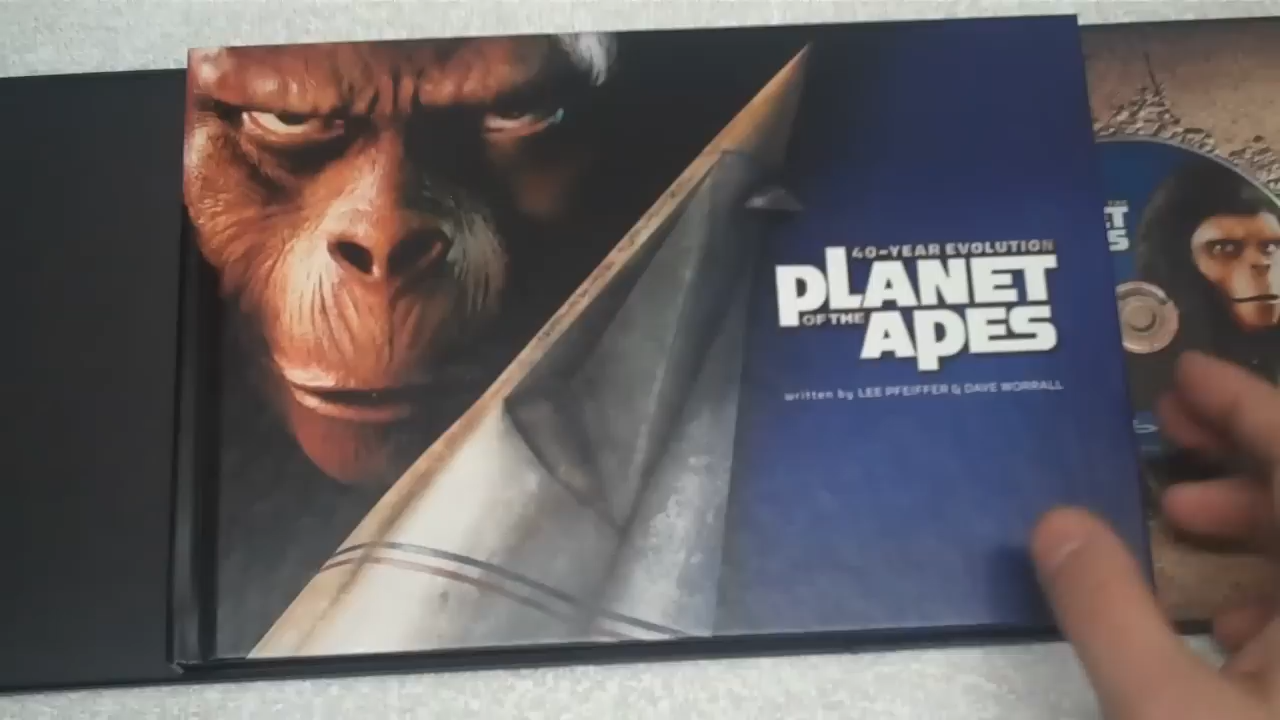 40-YEAR EVOLUTION
PLANET
OF THE
APES
written by LEE PFEIFFER & DAVE WORRALL